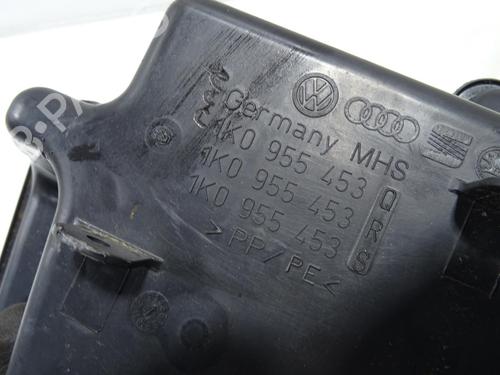 Germany MHS
1K0 955 453 Q
1K0 955 453 R
1K0 955 453 S
> PP/PE <